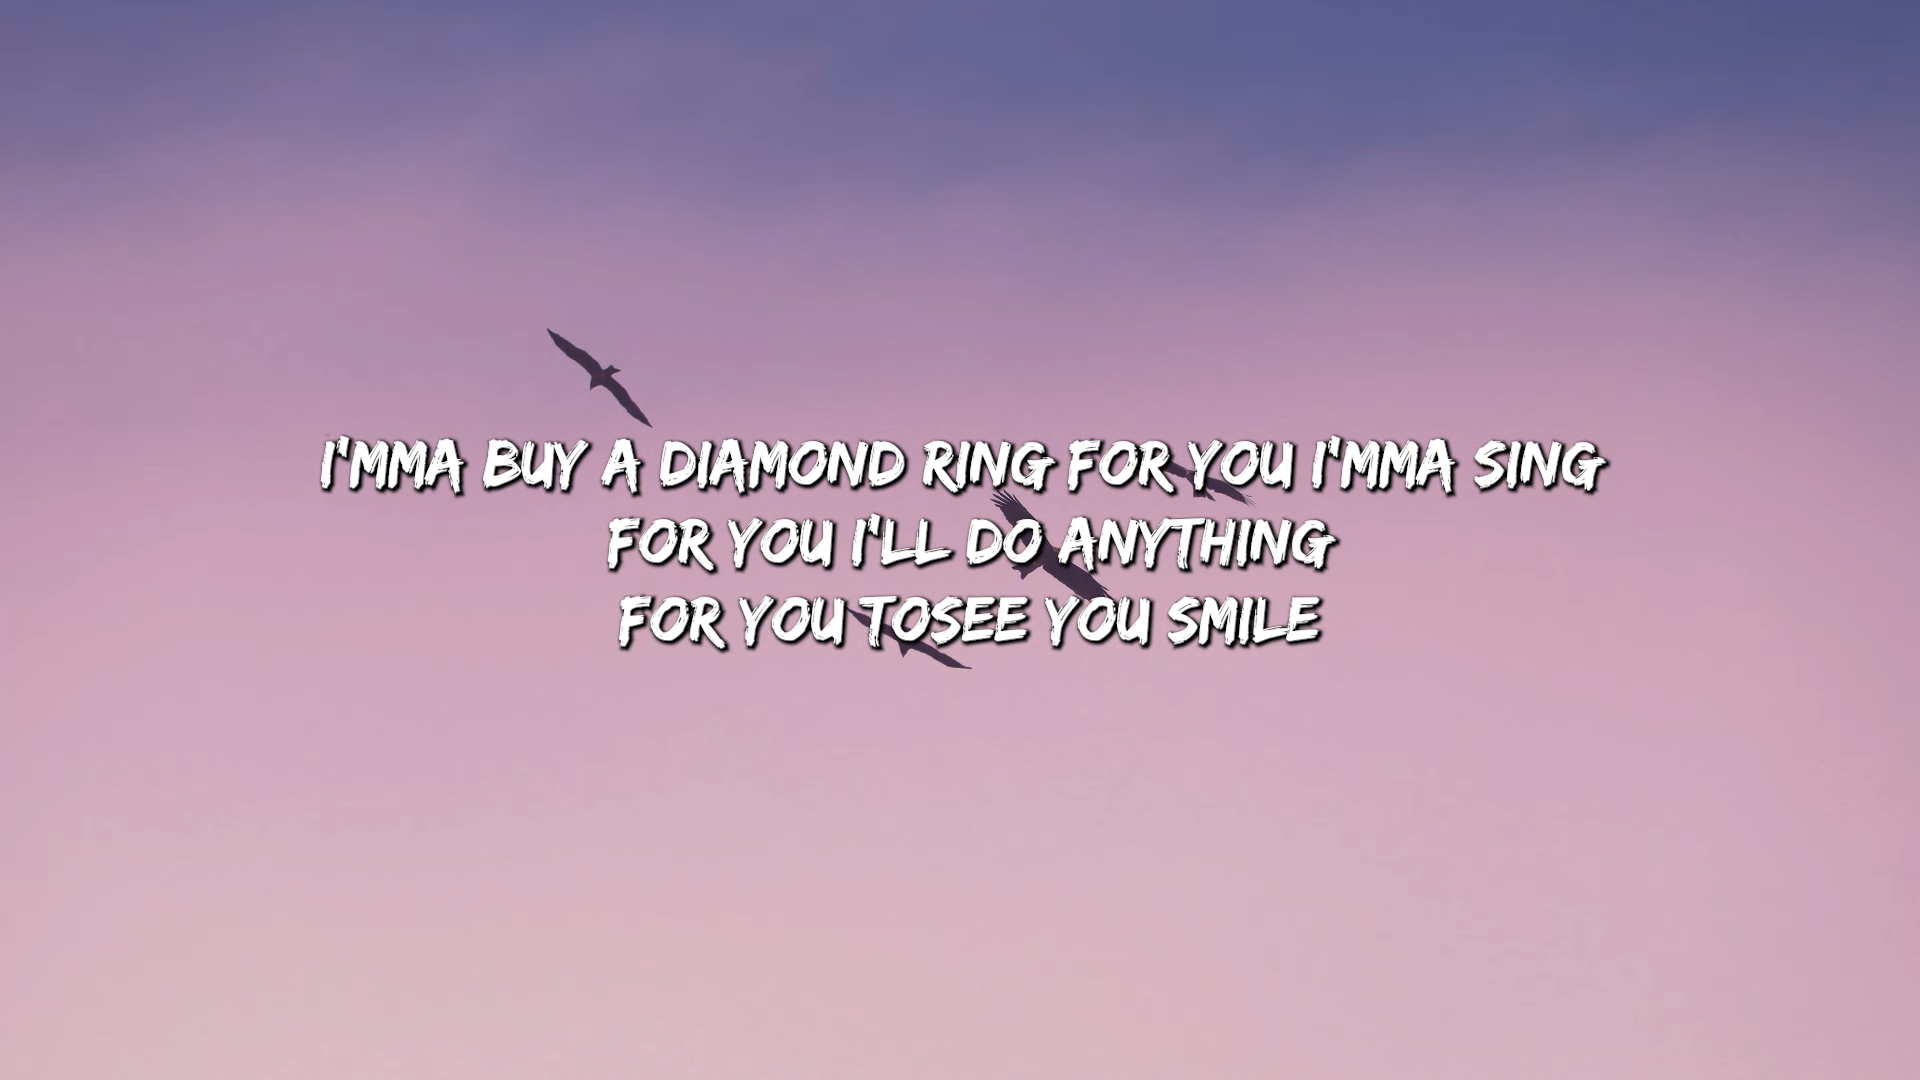 I'MMA BUY A DIAMOND RING FOR YOU I'MMA SING
FOR YOU I'LL DO ANYTHING
FOR YOU TOSEE YOU SMILE